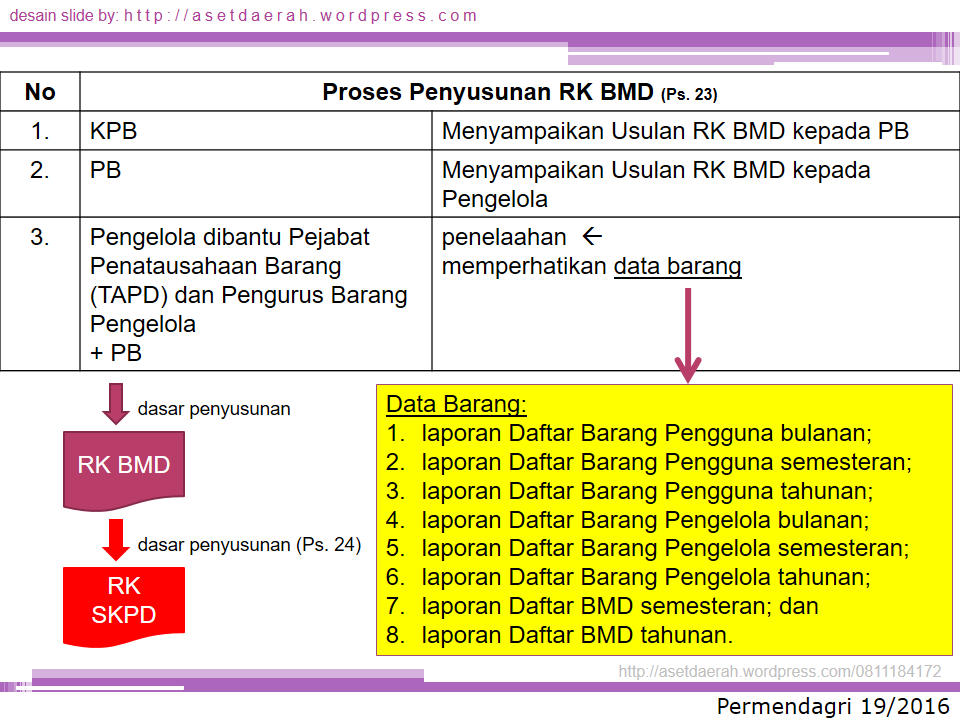 desain slide by: http://asetdaerah.wordpress.com
No
Proses Penyusunan RK BMD (Ps. 23)
1.
KPB
Menyampaikan Usulan RK BMD kepada PB
2.
PB
Menyampaikan Usulan RK BMD kepada
Pengelola
3.
Pengelola dibantu Pejabat
Penatausahaan Barang
(TAPD) dan Pengurus Barang
Pengelola
+ PB
penelaahan ←
memperhatikan data barang
dasar penyusunan
RK BMD
dasar penyusunan (Ps. 24)
RK
SKPD
Data Barang:
1. laporan Daftar Barang Pengguna bulanan;
2. laporan Daftar Barang Pengguna semesteran;
3. laporan Daftar Barang Pengguna tahunan;
4. laporan Daftar Barang Pengelola bulanan;
5. laporan Daftar Barang Pengelola semesteran;
6. laporan Daftar Barang Pengelola tahunan;
7. laporan Daftar BMD semesteran; dan
8. laporan Daftar BMD tahunan.
http://asetdaerah.wordpress.com/0811184172
Permendagri 19/2016